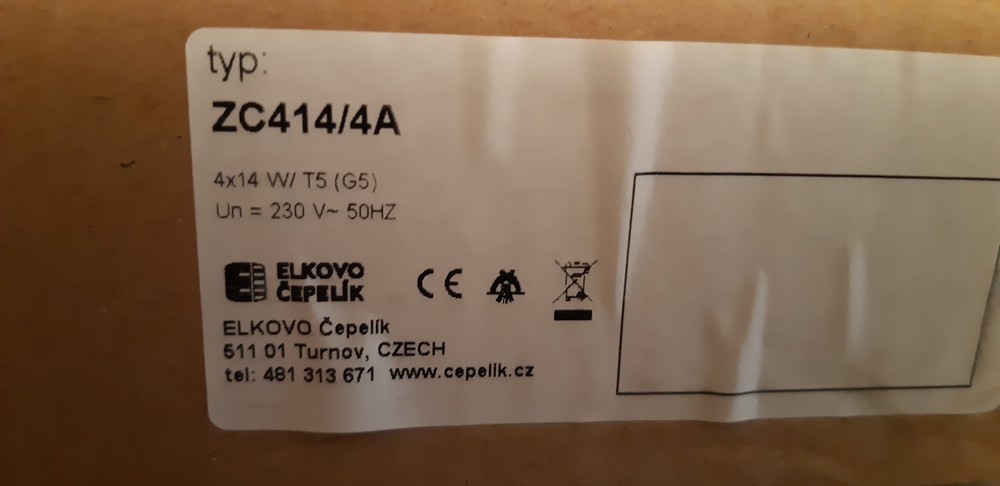 typ:
ZC414/4A
4x14 W/ T5 (G5)
Un = 230 V~ 50HZ
ELKOVO
ČEPELÍK
CE
ELKOVO Čepelík
511 01 Turnov, CZECH
tel: 481 313 671 www.cepelik.cz